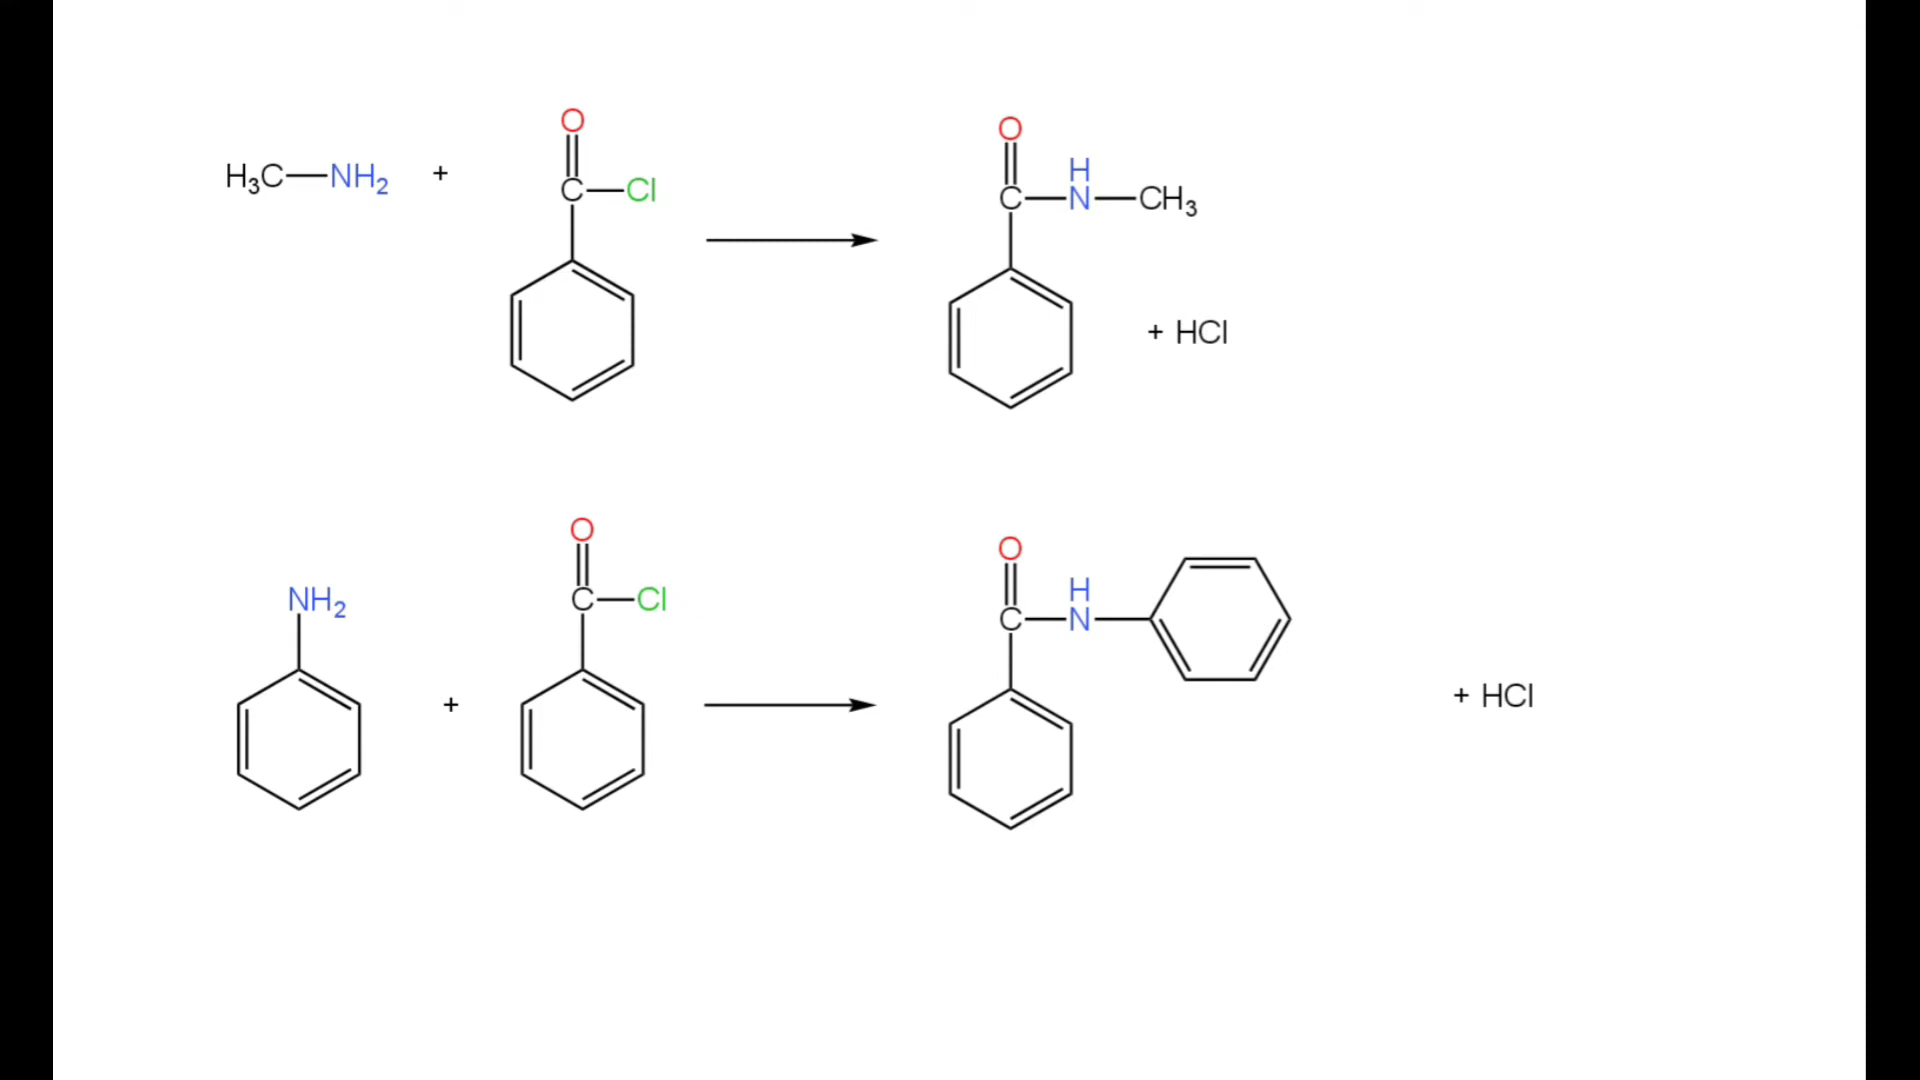 H₃C—NH₂ +
O
C—Cl
O
H
C—N—CH₃
+ HCl
NH₂
+
O
C—Cl
O
H
C—N
+ HCl